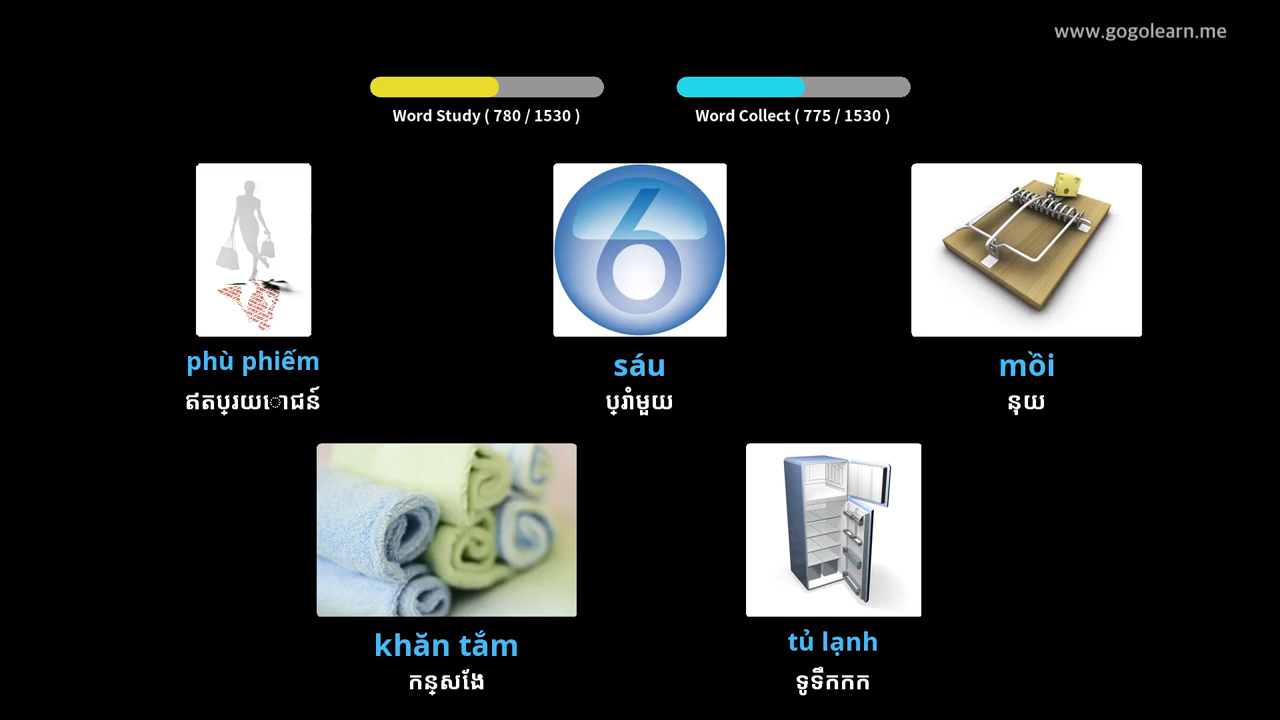 www.gogolearn.me
Word Study ( 780 / 1530 )
Word Collect ( 775 / 1530 )
6
phù phiếm
ឥតប្រយោជន៍
sáu
ប្រាំមួយ
mồi
នុយ
khăn tắm
កន្សែង
tủ lạnh
ទូទឹកកក